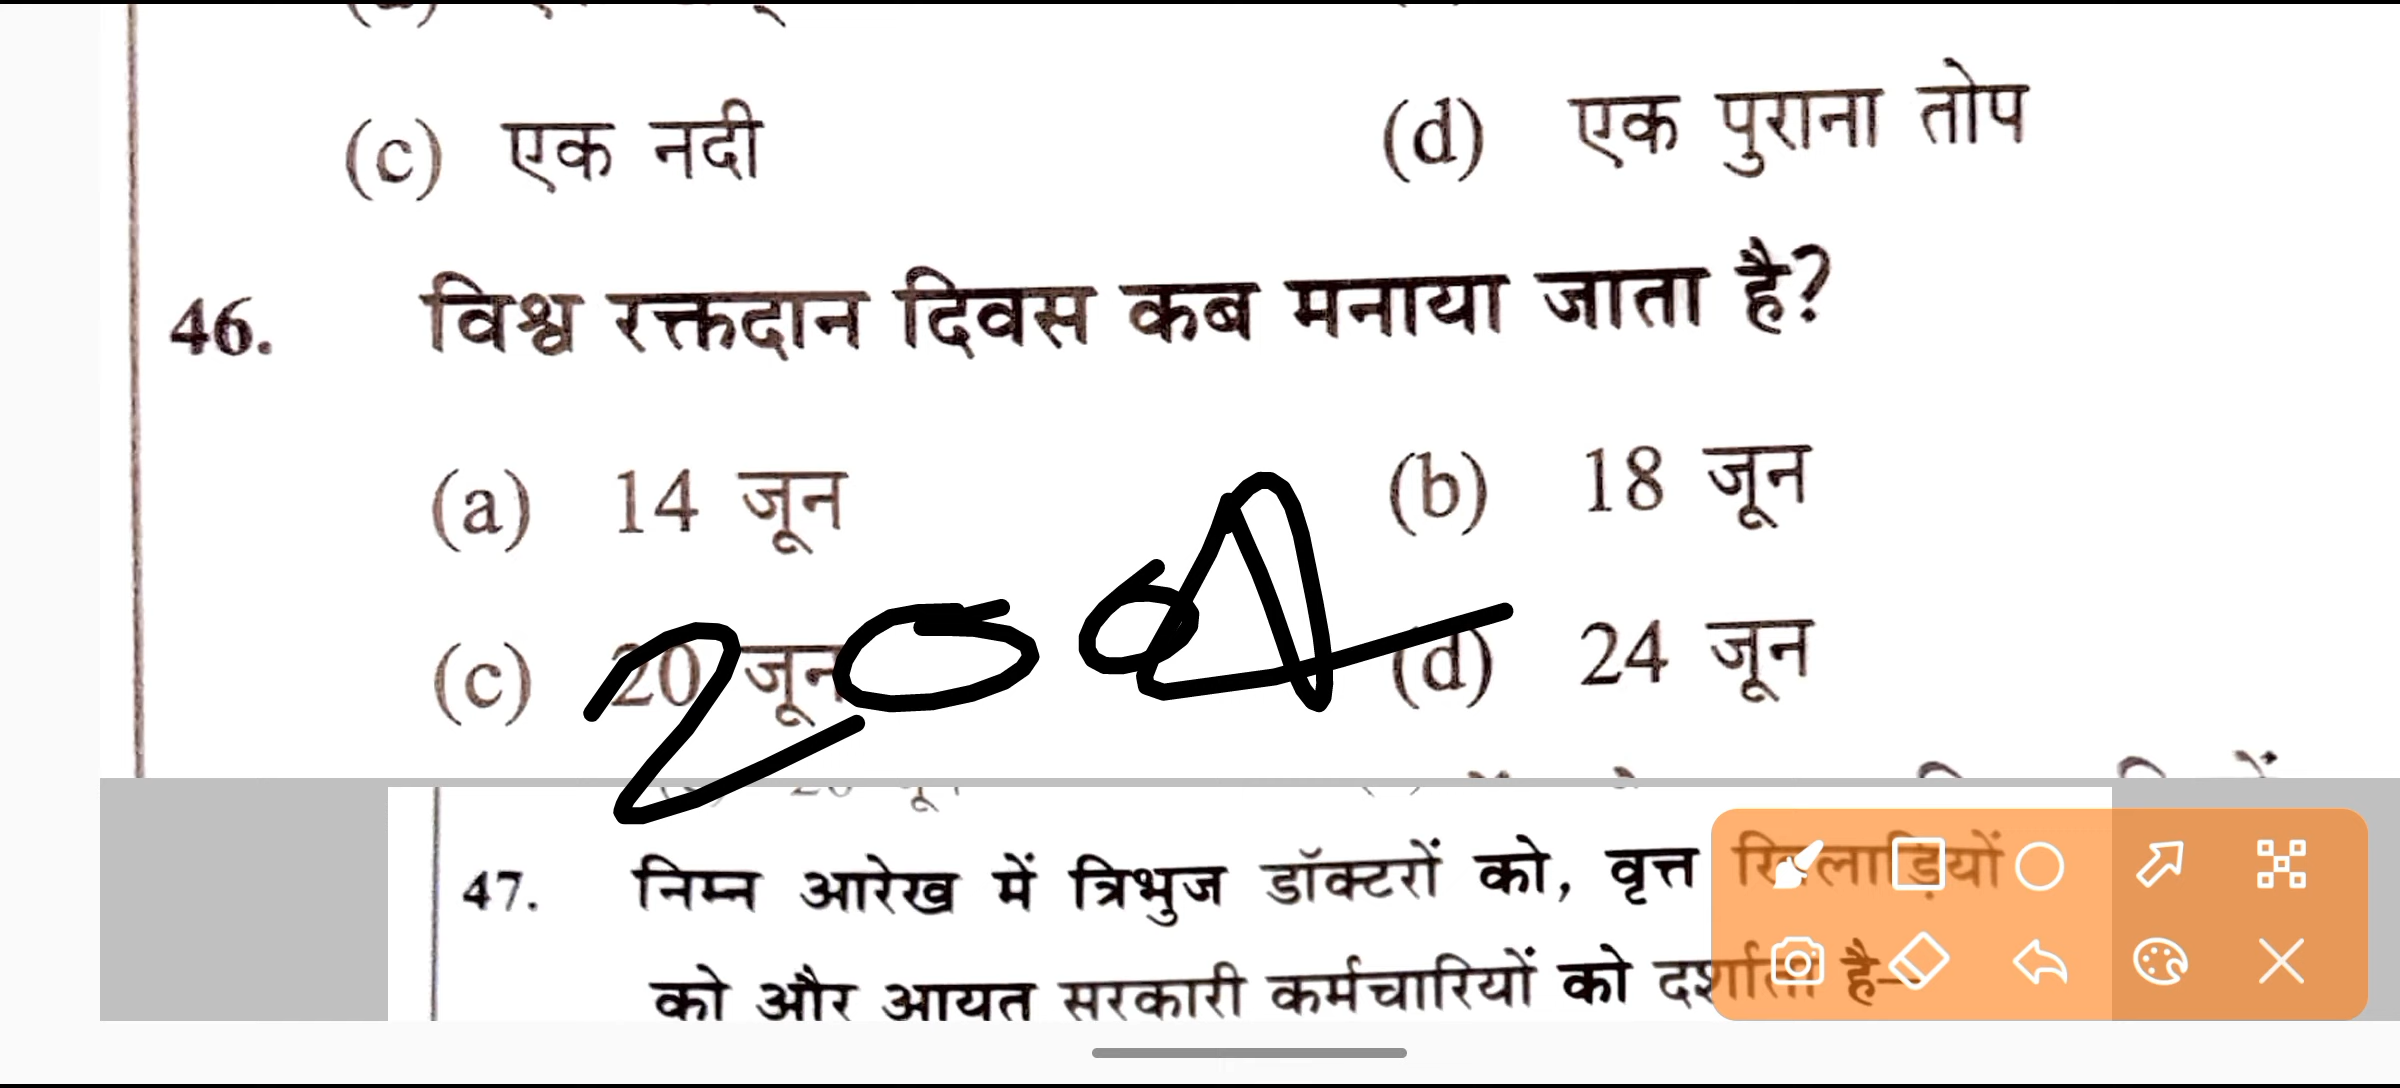 (c) एक नदी (d) एक पुराना तोप
46. विश्व रक्तदान दिवस कब मनाया जाता है?
(a) 14 जून (b) 18 जून
(c) 20 जून (d) 24 जून
2004
47. निम्न आरेख में त्रिभुज डॉक्टरों को, वृत्त खिलाड़ियों
को और आयत सरकारी कर्मचारियों को दर्शाता है–